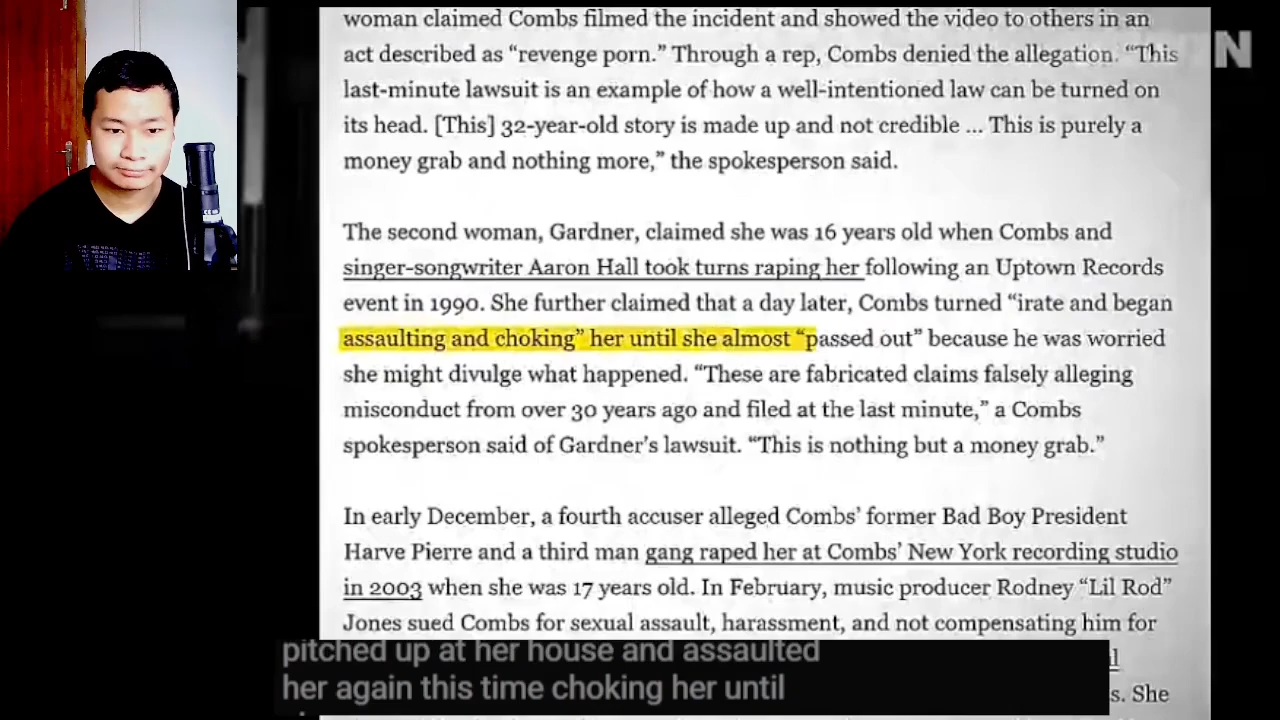 woman claimed Combs filmed the incident and showed the video to others in an
act described as “revenge porn.” Through a rep, Combs denied the allegation. “This
last-minute lawsuit is an example of how a well-intentioned law can be turned on
its head. [This] 32-year-old story is made up and not credible ... This is purely a
money grab and nothing more,” the spokesperson said.
The second woman, Gardner, claimed she was 16 years old when Combs and
singer-songwriter Aaron Hall took turns raping her following an Uptown Records
event in 1990. She further claimed that a day later, Combs turned “irate and began
assaulting and choking” her until she almost “passed out” because he was worried
she might divulge what happened. “These are fabricated claims falsely alleging
misconduct from over 30 years ago and filed at the last minute,” a Combs
spokesperson said of Gardner’s lawsuit. “This is nothing but a money grab.”
In early December, a fourth accuser alleged Combs’ former Bad Boy President
Harve Pierre and a third man gang raped her at Combs’ New York recording studio
in 2003 when she was 17 years old. In February, music producer Rodney “Lil Rod”
Jones sued Combs for sexual assault, harassment, and not compensating him for
pitched up at her house and assaulted
her again this time choking her until
s. She